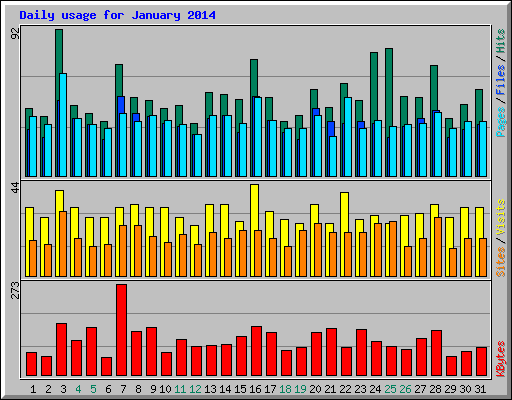 Daily usage for January 2014
92
Pages / Files / Hits
44
Sites / Visits
273
KBytes
1 2 3 4 5 6 7 8 9 10 11 12 13 14 15 16 17 18 19 20 21 22 23 24 25 26 27 28 29 30 31